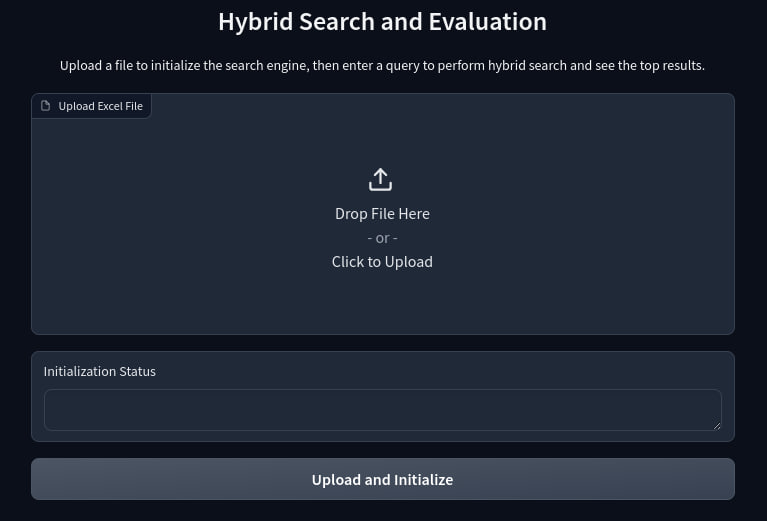 Hybrid Search and Evaluation
Upload a file to initialize the search engine, then enter a query to perform hybrid search and see the top results.
Upload Excel File
Drop File Here
- or -
Click to Upload
Initialization Status
Upload and Initialize